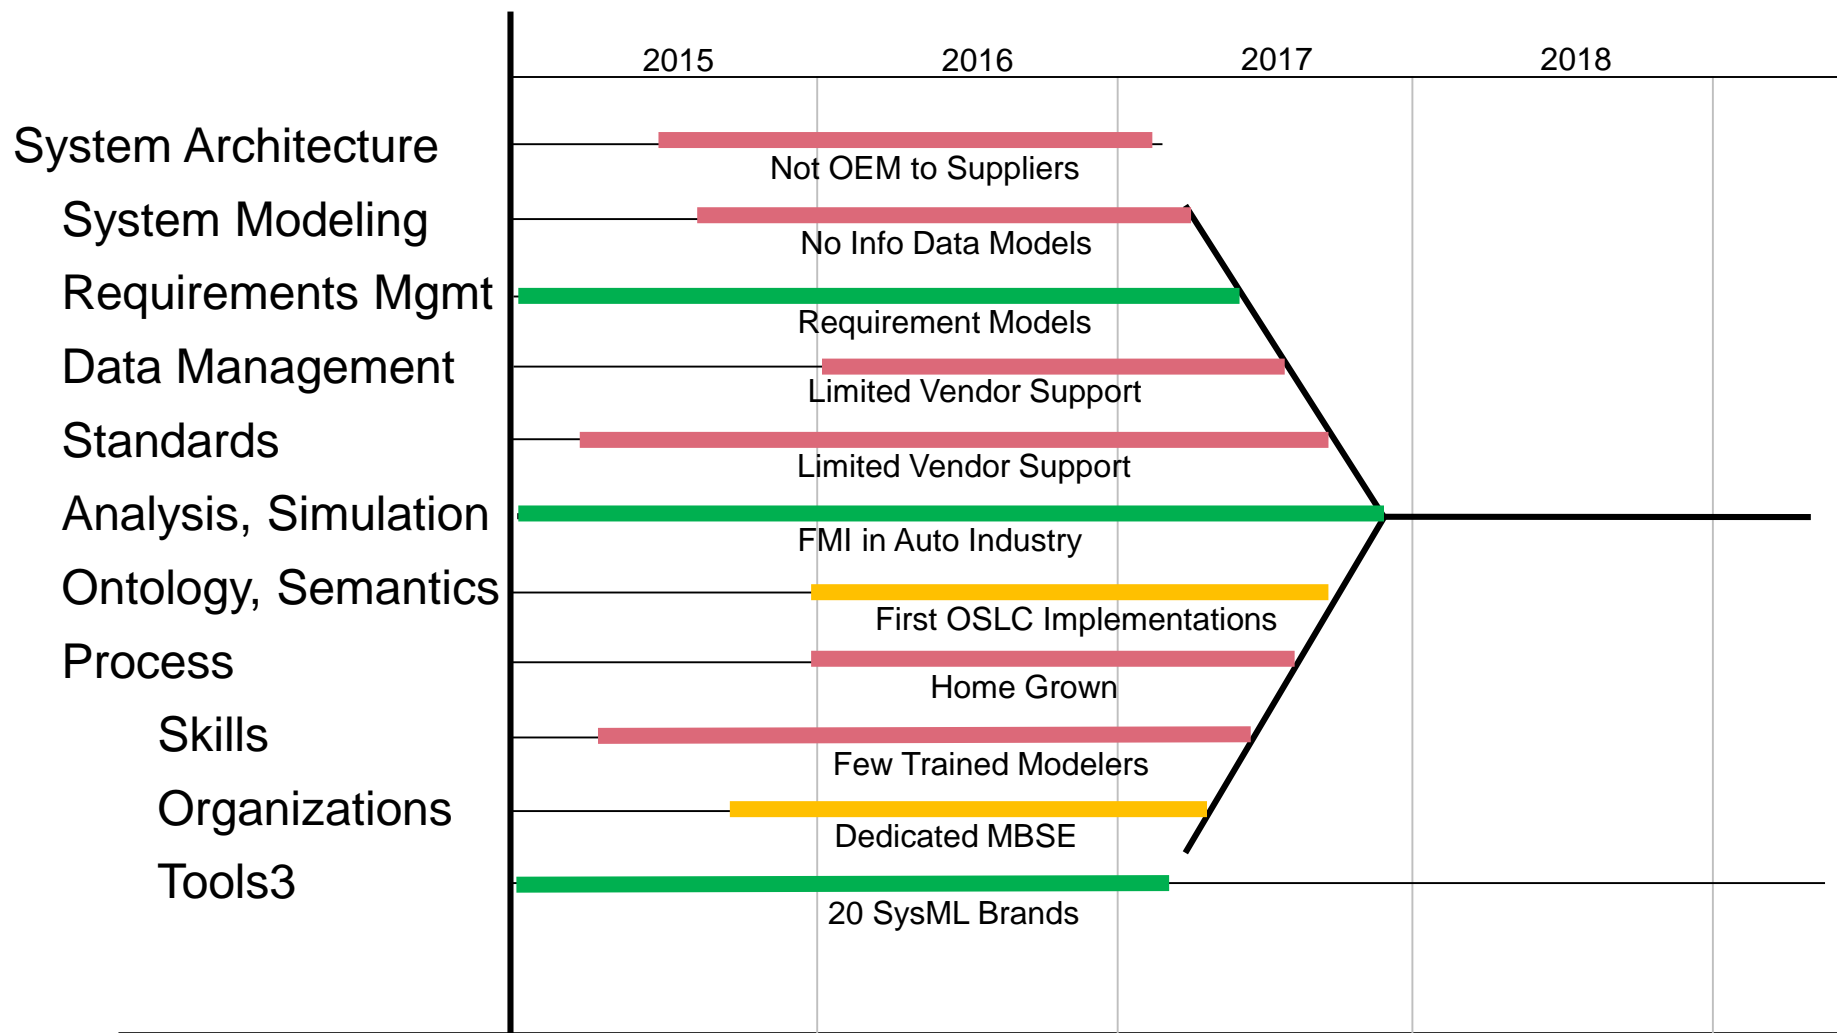 2015 2016 2017 2018
System Architecture
Not OEM to Suppliers
System Modeling
No Info Data Models
Requirements Mgmt
Requirement Models
Data Management
Limited Vendor Support
Standards
Limited Vendor Support
Analysis, Simulation
FMI in Auto Industry
Ontology, Semantics
First OSLC Implementations
Process
Home Grown
Skills
Few Trained Modelers
Organizations
Dedicated MBSE
Tools3
20 SysML Brands